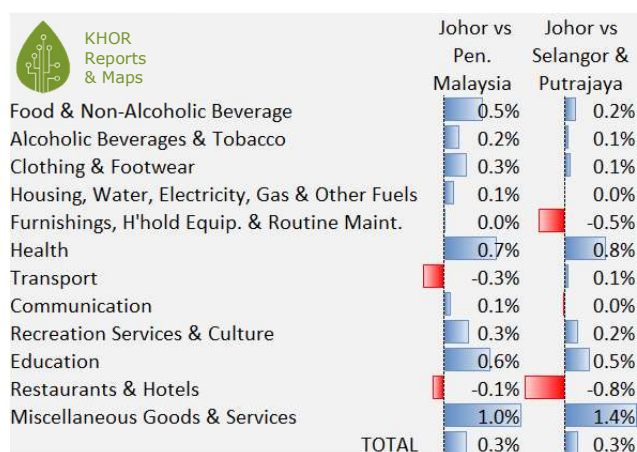 KHOR
Reports
& Maps
Johor vs Johor vs
Pen. Selangor &
Malaysia Putrajaya
Food & Non-Alcoholic Beverage 0.5% 0.2%
Alcoholic Beverages & Tobacco 0.2% 0.1%
Clothing & Footwear 0.3% 0.1%
Housing, Water, Electricity, Gas & Other Fuels 0.1% 0.0%
Furnishings, H'hold Equip. & Routine Maint. 0.0% -0.5%
Health 0.7% 0.8%
Transport -0.3% 0.1%
Communication 0.1% 0.0%
Recreation Services & Culture 0.3% 0.2%
Education 0.6% 0.5%
Restaurants & Hotels -0.1% -0.8%
Miscellaneous Goods & Services 1.0% 1.4%
TOTAL 0.3% 0.3%